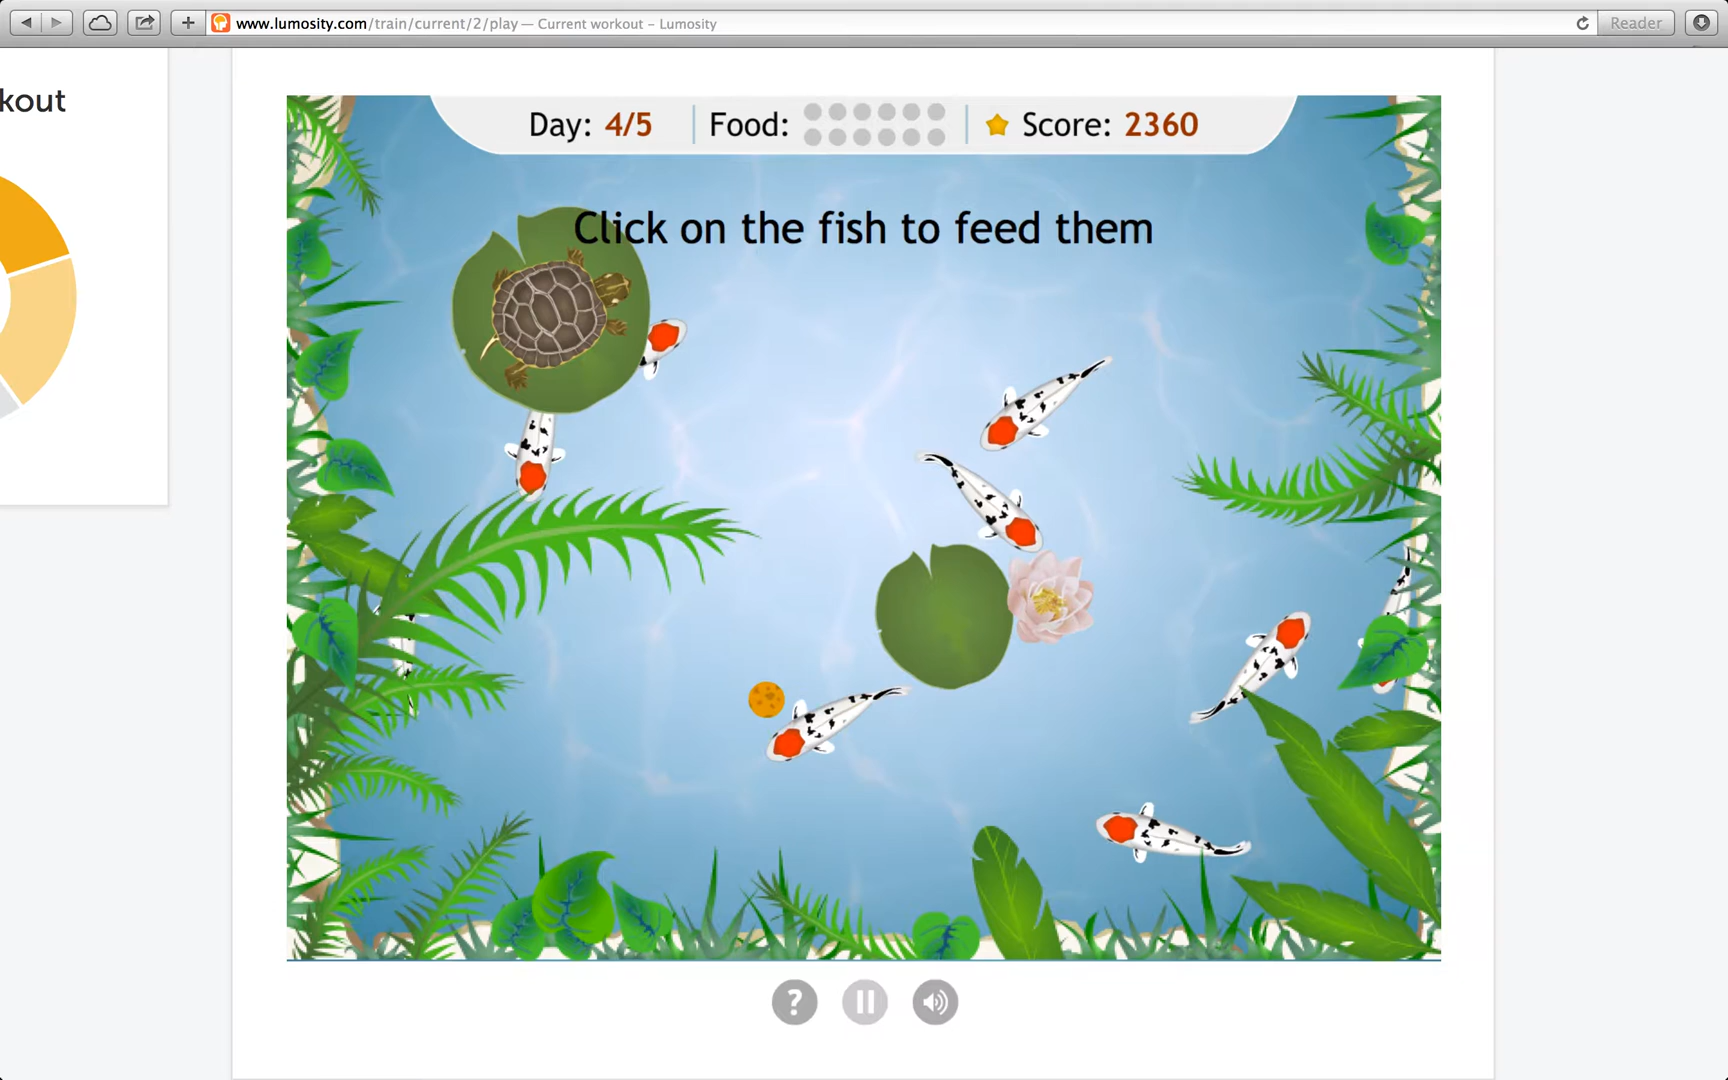 www.lumosity.com/train/current/2/play — Current workout – Lumosity
Reader
kout
Day: 4/5
Food:
Score: 2360
Click on the fish to feed them
?